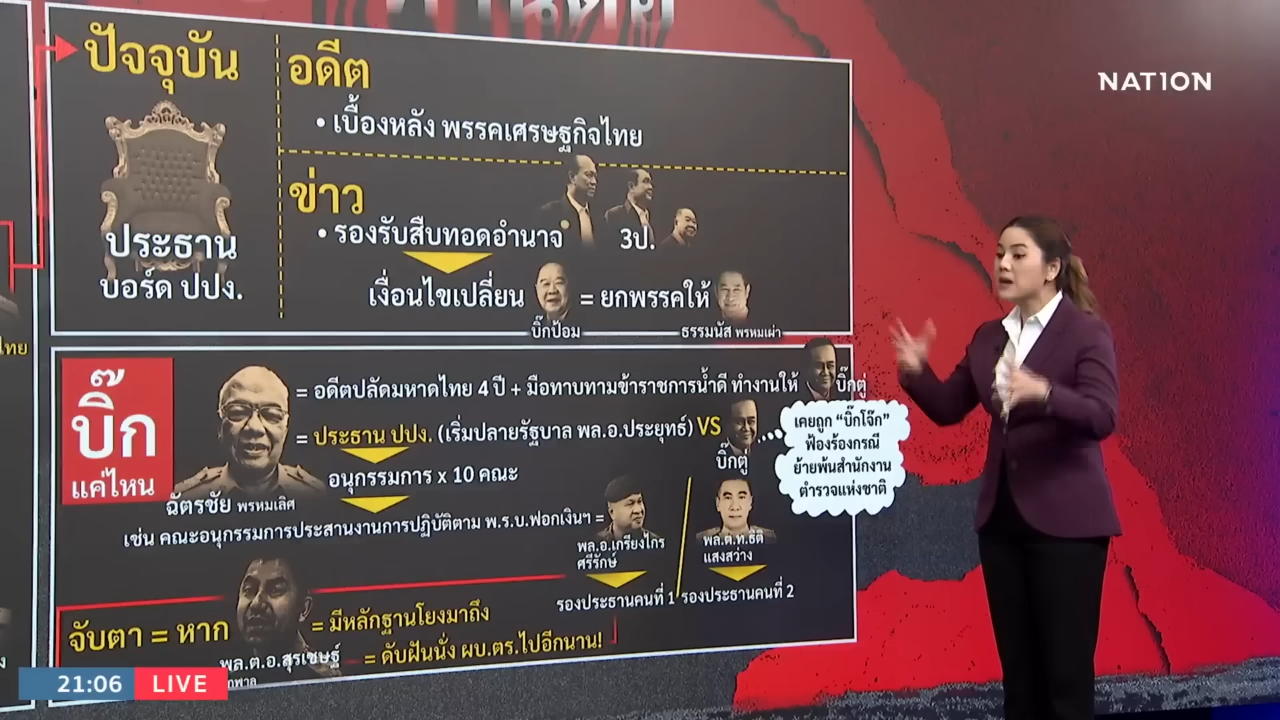 NATION
ปัจจุบัน
ประธาน
บอร์ด ปปง.
อดีต
• เบื้องหลัง พรรคเศรษฐกิจไทย
ข่าว
• รองรับสืบทอดอำนาจ 3ป.
เงื่อนไขเปลี่ยน = ยกพรรคให้
บิ๊กป้อม
ธรรมนัส พรหมเผ่า
ไทย
บิ๊ก
แค่ไหน
ฉัตรชัย พรหมเลิศ
= อดีตปลัดมหาดไทย 4 ปี + มือทาบทามข้าราชการน้ำดี ทำงานให้ บิ๊กตู่
= ประธาน ปปง. (เริ่มปลายรัฐบาล พล.อ.ประยุทธ์) VS
บิ๊กตู่
เคยถูก "บิ๊กโจ๊ก"
ฟ้องร้องกรณี
ย้ายพ้นสำนักงาน
ตำรวจแห่งชาติ
อนุกรรมการ x 10 คณะ
เช่น คณะอนุกรรมการประสานงานการปฏิบัติตาม พ.ร.บ.ฟอกเงินฯ =
พล.อ.เกรียงไกร
ศรีรักษ์
รองประธานคนที่ 1
พล.ต.ท.ธิติ
แสงสว่าง
รองประธานคนที่ 2
จับตา = หาก
พล.ต.อ.สุรเชษฐ์
= มีหลักฐานโยงมาถึง
= ดับฝันนั่ง ผบ.ตร.ไปอีกนาน!
21:06 LIVE